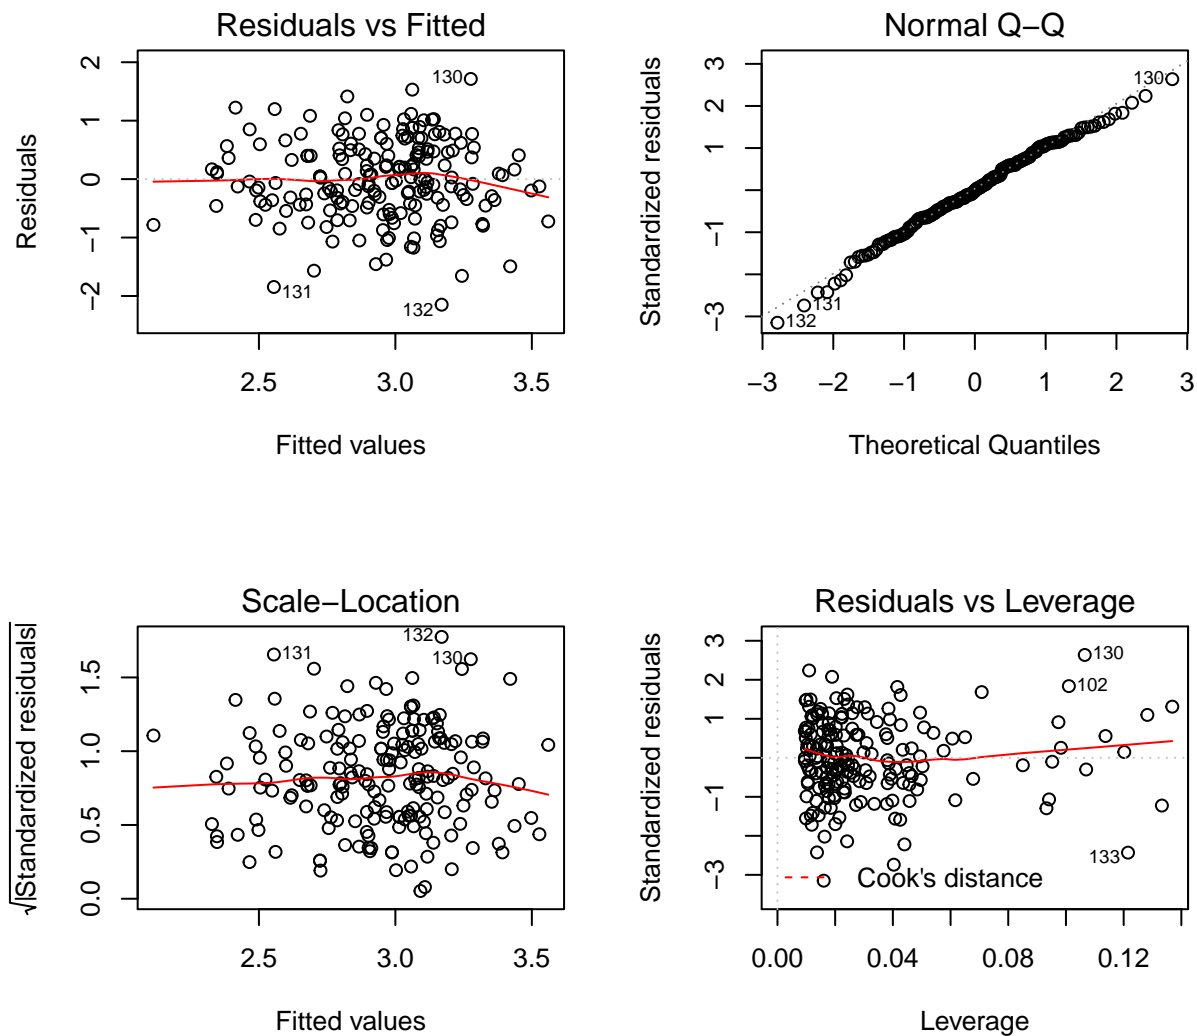 Residuals vs Fitted
Residuals
2
1
0
−1
−2
130
131
132
2.5 3.0 3.5
Fitted values
Normal Q−Q
Standardized residuals
3
2
1
−1
−3
130
131
132
−3 −2 −1 0 1 2 3
Theoretical Quantiles
Scale−Location
√|Standardized residuals|
1.5
1.0
0.5
0.0
132
131
130
2.5 3.0 3.5
Fitted values
Residuals vs Leverage
Standardized residuals
3
2
1
−1
−3
130
102
133
Cook's distance
0.00 0.04 0.08 0.12
Leverage